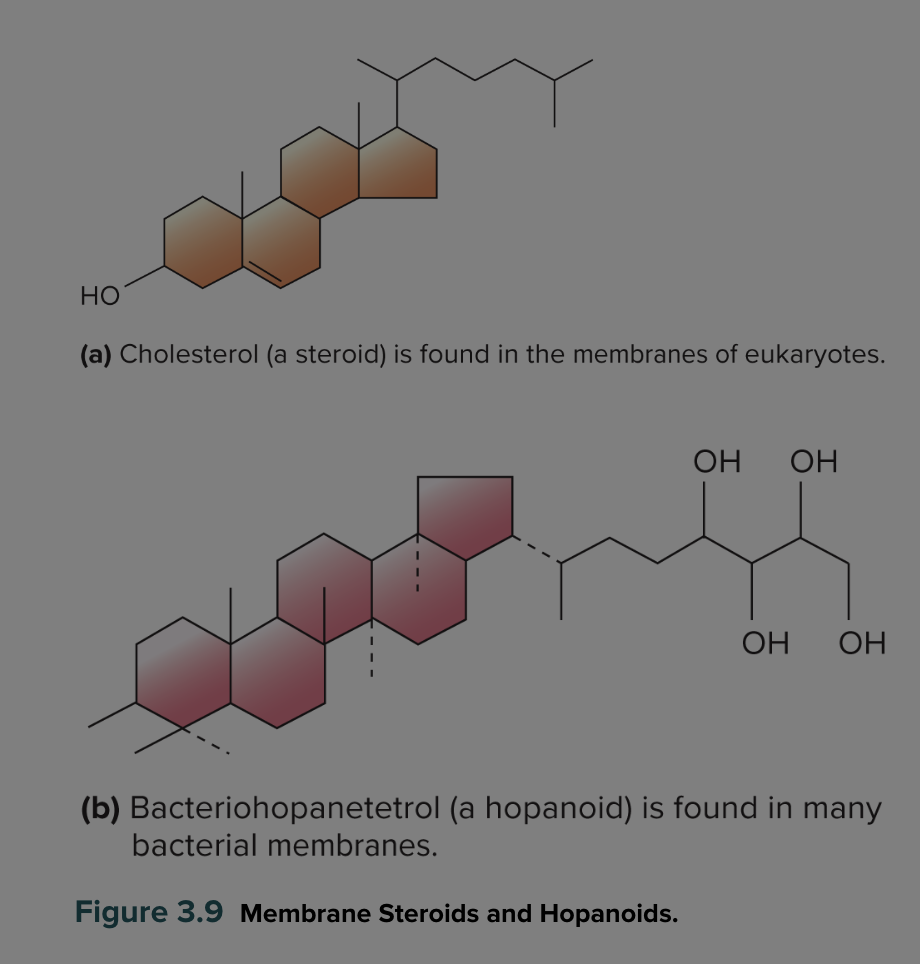 HO
(a) Cholesterol (a steroid) is found in the membranes of eukaryotes.
OH OH
OH OH
(b) Bacteriohopanetetrol (a hopanoid) is found in many
bacterial membranes.
Figure 3.9 Membrane Steroids and Hopanoids.